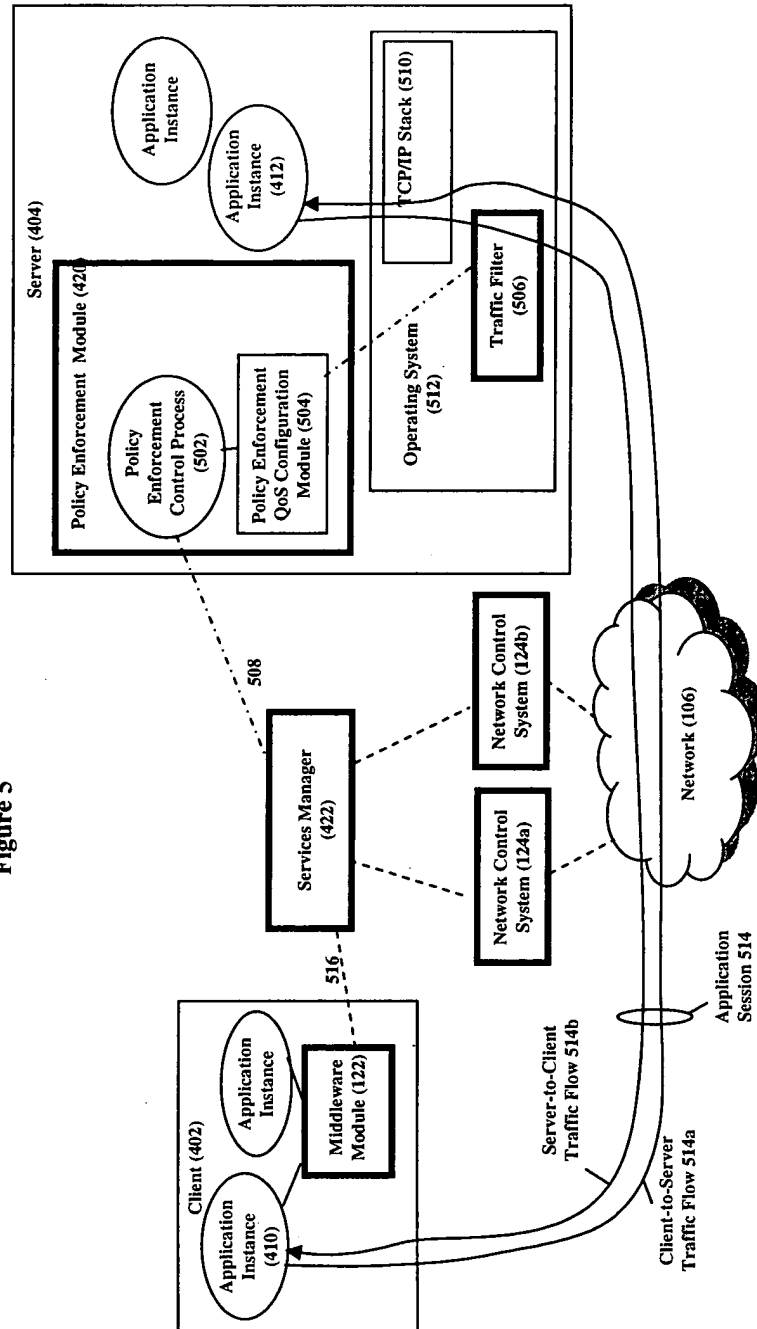 Figure 5
Client (402)
Application
Instance
(410)
Application
Instance
Middleware
Module (122)
516
Services Manager
(422)
508
Network Control
System (124a)
Network Control
System (124b)
Server (404)
Policy Enforcement Module (420)
Policy
Enforcement
Control Process
(502)
Policy Enforcement
QoS Configuration
Module (504)
Application
Instance
Application
Instance
(412)
Operating System
(512)
TCP/IP Stack (510)
Traffic Filter
(506)
Network (106)
Server-to-Client
Traffic Flow 514b
Client-to-Server
Traffic Flow 514a
Application
Session 514